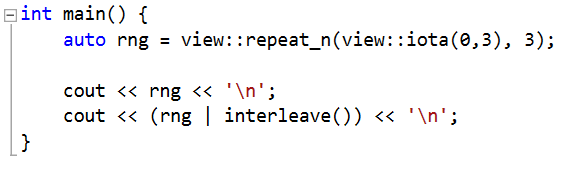 int main() {
    auto rng = view::repeat_n(view::iota(0,3), 3);
    cout << rng << '\n';
    cout << (rng | interleave()) << '\n';
}